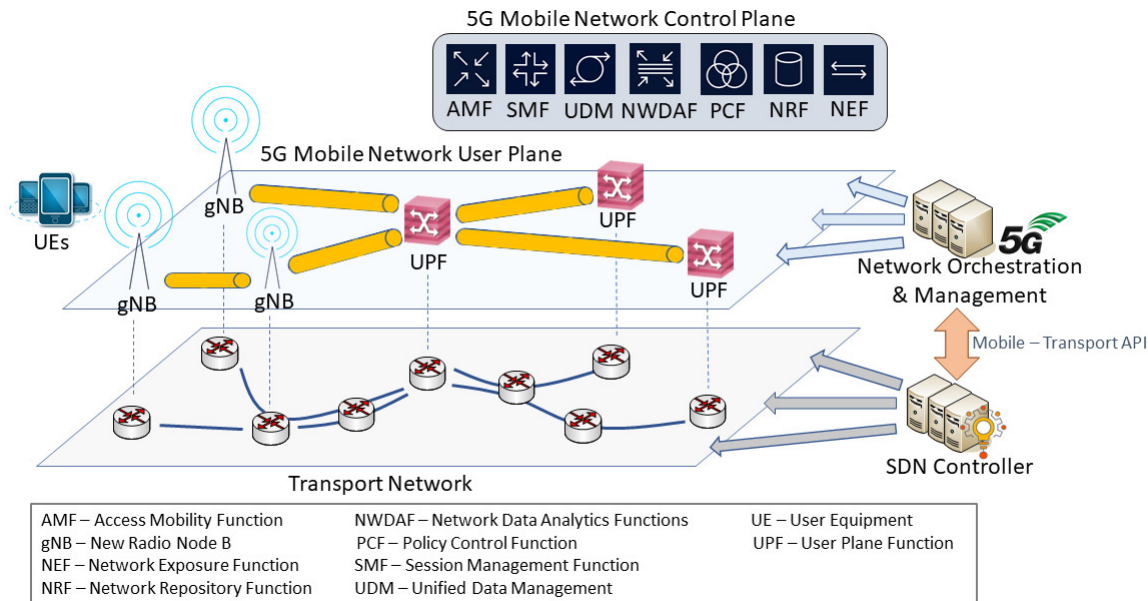 5G Mobile Network Control Plane
AMF SMF UDM NWDAF PCF NRF NEF
5G Mobile Network User Plane
gNB
UPF
UEs
UPF
UPF
gNB
gNB
5G
Network Orchestration
& Management
Mobile – Transport API
SDN Controller
Transport Network
AMF – Access Mobility Function
gNB – New Radio Node B
NEF – Network Exposure Function
NRF – Network Repository Function
NWDAF – Network Data Analytics Functions
PCF – Policy Control Function
SMF – Session Management Function
UDM – Unified Data Management
UE – User Equipment
UPF – User Plane Function